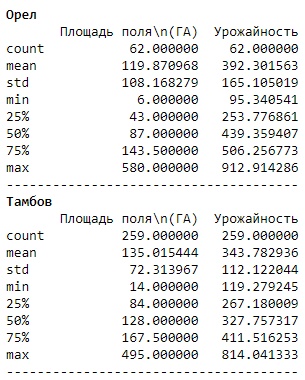 Орел
Площадь поля\n(ГА) Урожайность
count 62.000000 62.000000
mean 119.870968 392.301563
std 108.168279 165.105019
min 6.000000 95.340541
25% 43.000000 253.776861
50% 87.000000 439.359407
75% 143.500000 506.256773
max 580.000000 912.914286
------------------------------------
Тамбов
Площадь поля\n(ГА) Урожайность
count 259.000000 259.000000
mean 135.015444 343.782936
std 72.313967 112.122044
min 14.000000 119.279245
25% 84.000000 267.180009
50% 128.000000 327.757317
75% 167.500000 411.516253
max 495.000000 814.041333
------------------------------------